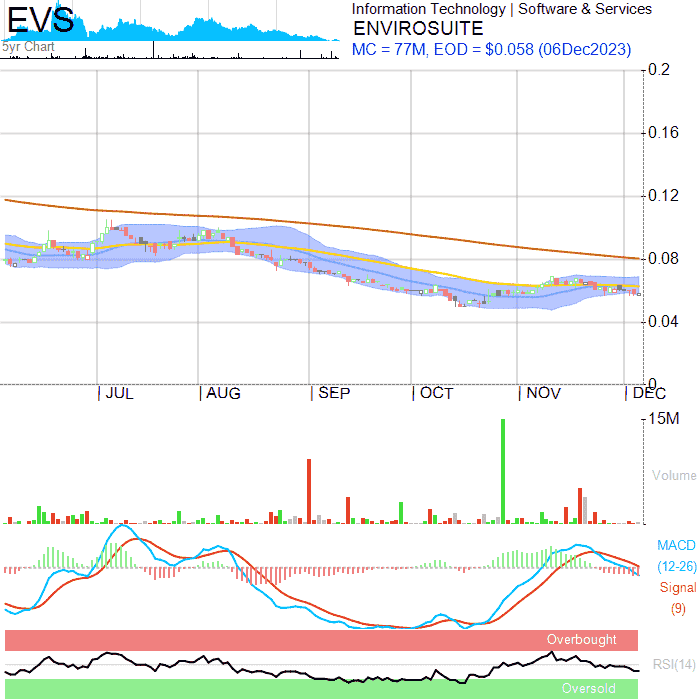 EVS
5yr Chart
Information Technology | Software & Services
ENVIROSUITE
MC = 77M, EOD = $0.058 (06Dec2023)
0.2
0.16
0.12
0.08
0.04
0
JUL AUG SEP OCT NOV DEC
15M
Volume
MACD
(12-26)
Signal
(9)
Overbought
RSI(14)
Oversold